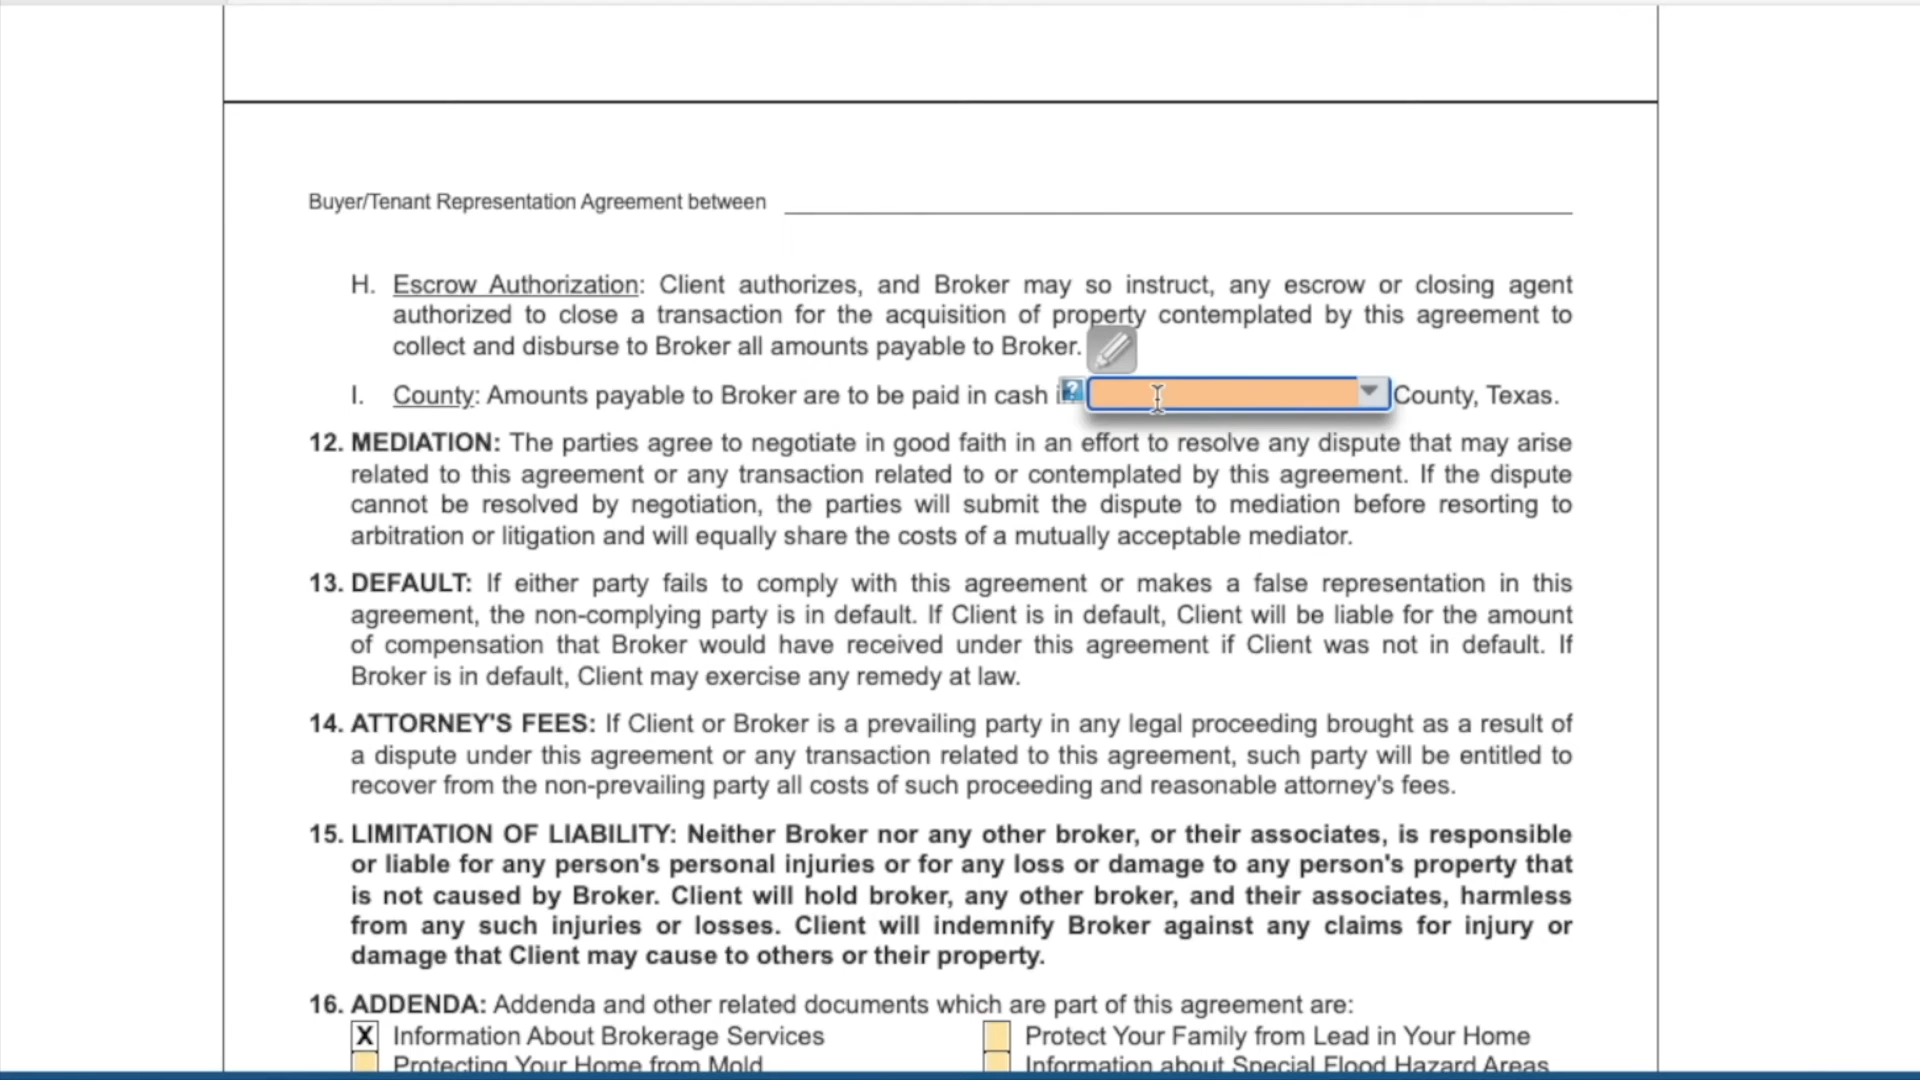 Buyer/Tenant Representation Agreement between
H. Escrow Authorization: Client authorizes, and Broker may so instruct, any escrow or closing agent
authorized to close a transaction for the acquisition of property contemplated by this agreement to
collect and disburse to Broker all amounts payable to Broker.
I. County: Amounts payable to Broker are to be paid in cash ? County, Texas.
12. MEDIATION: The parties agree to negotiate in good faith in an effort to resolve any dispute that may arise
related to this agreement or any transaction related to or contemplated by this agreement. If the dispute
cannot be resolved by negotiation, the parties will submit the dispute to mediation before resorting to
arbitration or litigation and will equally share the costs of a mutually acceptable mediator.
13. DEFAULT: If either party fails to comply with this agreement or makes a false representation in this
agreement, the non-complying party is in default. If Client is in default, Client will be liable for the amount
of compensation that Broker would have received under this agreement if Client was not in default. If
Broker is in default, Client may exercise any remedy at law.
14. ATTORNEY'S FEES: If Client or Broker is a prevailing party in any legal proceeding brought as a result of
a dispute under this agreement or any transaction related to this agreement, such party will be entitled to
recover from the non-prevailing party all costs of such proceeding and reasonable attorney's fees.
15. LIMITATION OF LIABILITY: Neither Broker nor any other broker, or their associates, is responsible
or liable for any person's personal injuries or for any loss or damage to any person's property that
is not caused by Broker. Client will hold broker, any other broker, and their associates, harmless
from any such injuries or losses. Client will indemnify Broker against any claims for injury or
damage that Client may cause to others or their property.
16. ADDENDA: Addenda and other related documents which are part of this agreement are:
X Information About Brokerage Services Protect Your Family from Lead in Your Home
Protecting Your Home from Mold Information about Special Flood Hazard Areas